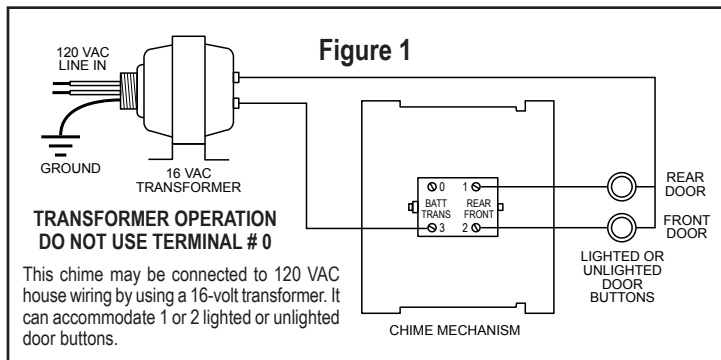 Figure 1
120 VAC
LINE IN
GROUND
16 VAC
TRANSFORMER
TRANSFORMER OPERATION
DO NOT USE TERMINAL # 0
This chime may be connected to 120 VAC
house wiring by using a 16-volt transformer. It
can accommodate 1 or 2 lighted or unlighted
door buttons.
0 1
BATT REAR
TRANS FRONT
3 2
CHIME MECHANISM
REAR
DOOR
FRONT
DOOR
LIGHTED OR
UNLIGHTED
DOOR
BUTTONS